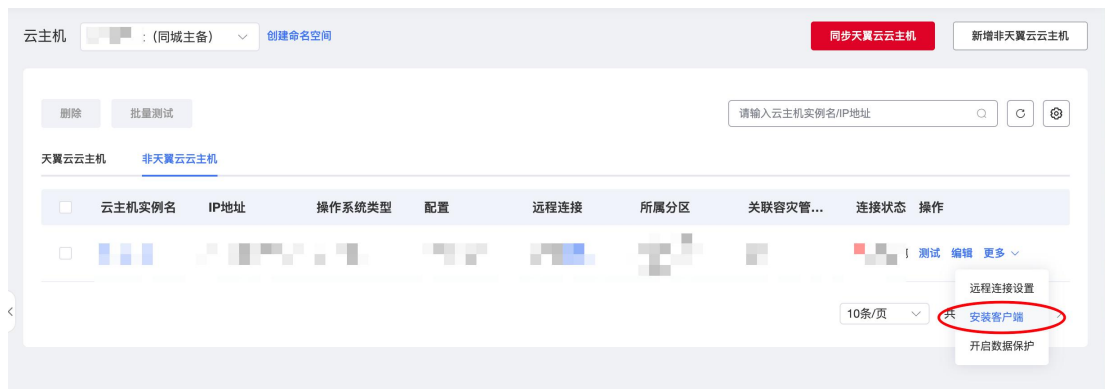 云主机 :（同城主备） 创建命名空间 同步天翼云云主机 新增非天翼云云主机
删除 批量测试 请输入云主机实例名/IP地址
天翼云云主机 非天翼云云主机
云主机实例名 IP地址 操作系统类型 配置 远程连接 所属分区 关联容灾管... 连接状态 操作
测试 编辑 更多
远程连接设置
10条/页 共 安装客户端
开启数据保护